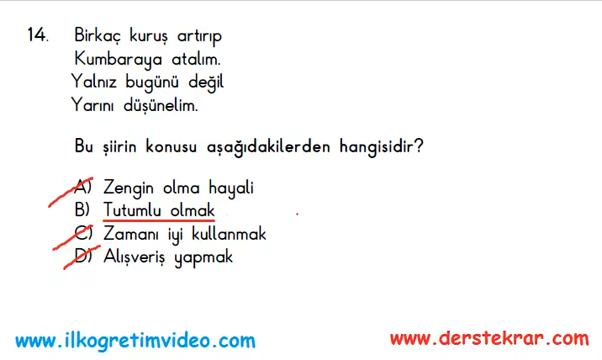 14. Birkaç kuruş artırıp
Kumbaraya atalım.
Yalnız bugünü değil
Yarını düşünelim.
Bu şiirin konusu aşağıdakilerden hangisidir?
A) Zengin olma hayali
B) Tutumlu olmak
C) Zamanı iyi kullanmak
D) Alışveriş yapmak
www.ilkogretimvideo.com
www.derstekrar.com